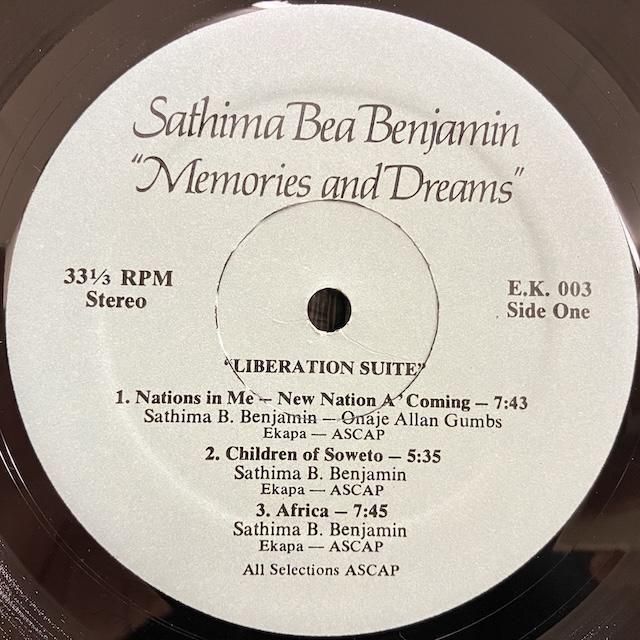 Sathima Bea Benjamin
"Memories and Dreams"
33⅓ RPM
Stereo
E.K. 003
Side One
"LIBERATION SUITE"
1. Nations in Me – New Nation A' Coming – 7:43
Sathima B. Benjamin — Onaje Allan Gumbs
Ekapa — ASCAP
2. Children of Soweto – 5:35
Sathima B. Benjamin
Ekapa — ASCAP
3. Africa – 7:45
Sathima B. Benjamin
Ekapa — ASCAP
All Selections ASCAP